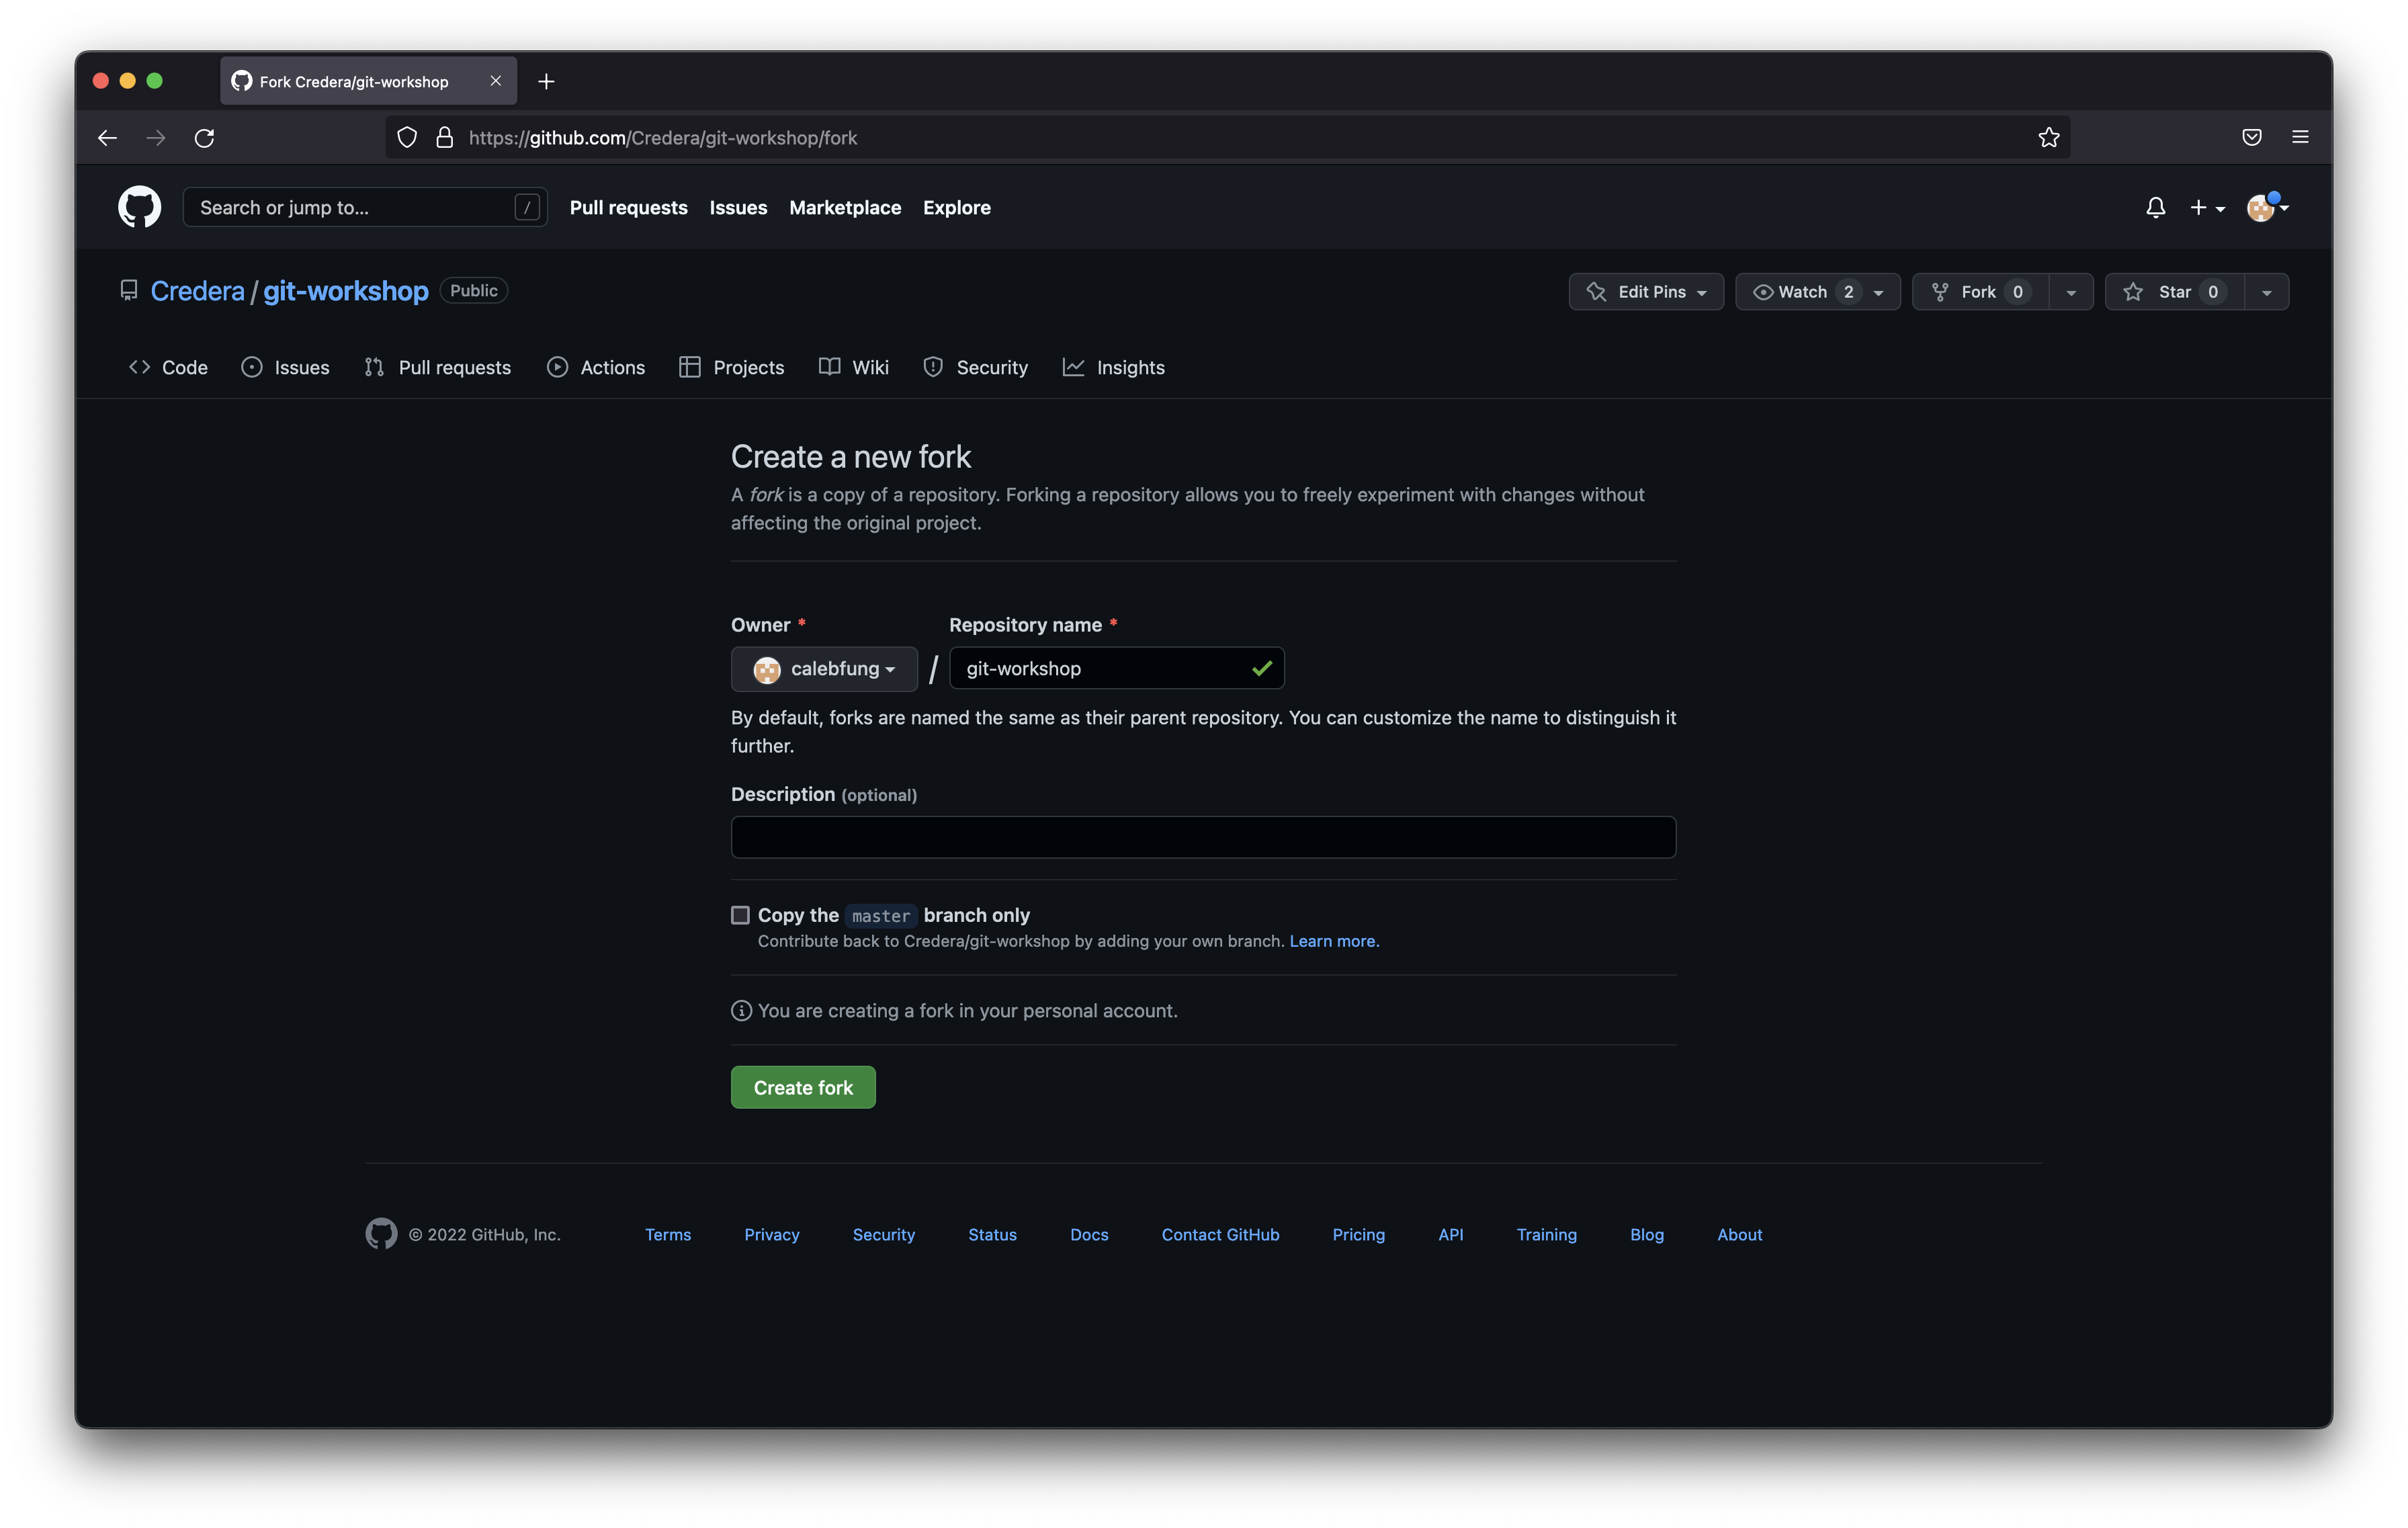 Fork Credera/git-workshop
https://github.com/Credera/git-workshop/fork
Search or jump to... / Pull requests Issues Marketplace Explore
Credera / git-workshop Public Edit Pins Watch 2 Fork 0 Star 0
Code Issues Pull requests Actions Projects Wiki Security Insights
Create a new fork
A fork is a copy of a repository. Forking a repository allows you to freely experiment with changes without
affecting the original project.
Owner * Repository name *
calebfung / git-workshop
By default, forks are named the same as their parent repository. You can customize the name to distinguish it
further.
Description (optional)
Copy the master branch only
Contribute back to Credera/git-workshop by adding your own branch. Learn more.
You are creating a fork in your personal account.
Create fork
© 2022 GitHub, Inc. Terms Privacy Security Status Docs Contact GitHub Pricing API Training Blog About